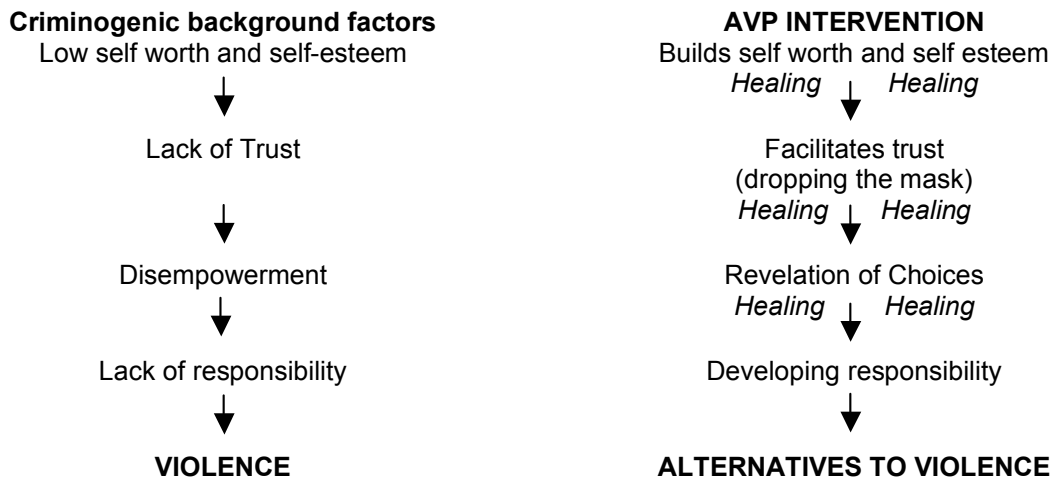 Criminogenic background factors
Low self worth and self-esteem
Lack of Trust
Disempowerment
Lack of responsibility
VIOLENCE
AVP INTERVENTION
Builds self worth and self esteem
Healing Healing
Facilitates trust
(dropping the mask)
Healing Healing
Revelation of Choices
Healing Healing
Developing responsibility
ALTERNATIVES TO VIOLENCE